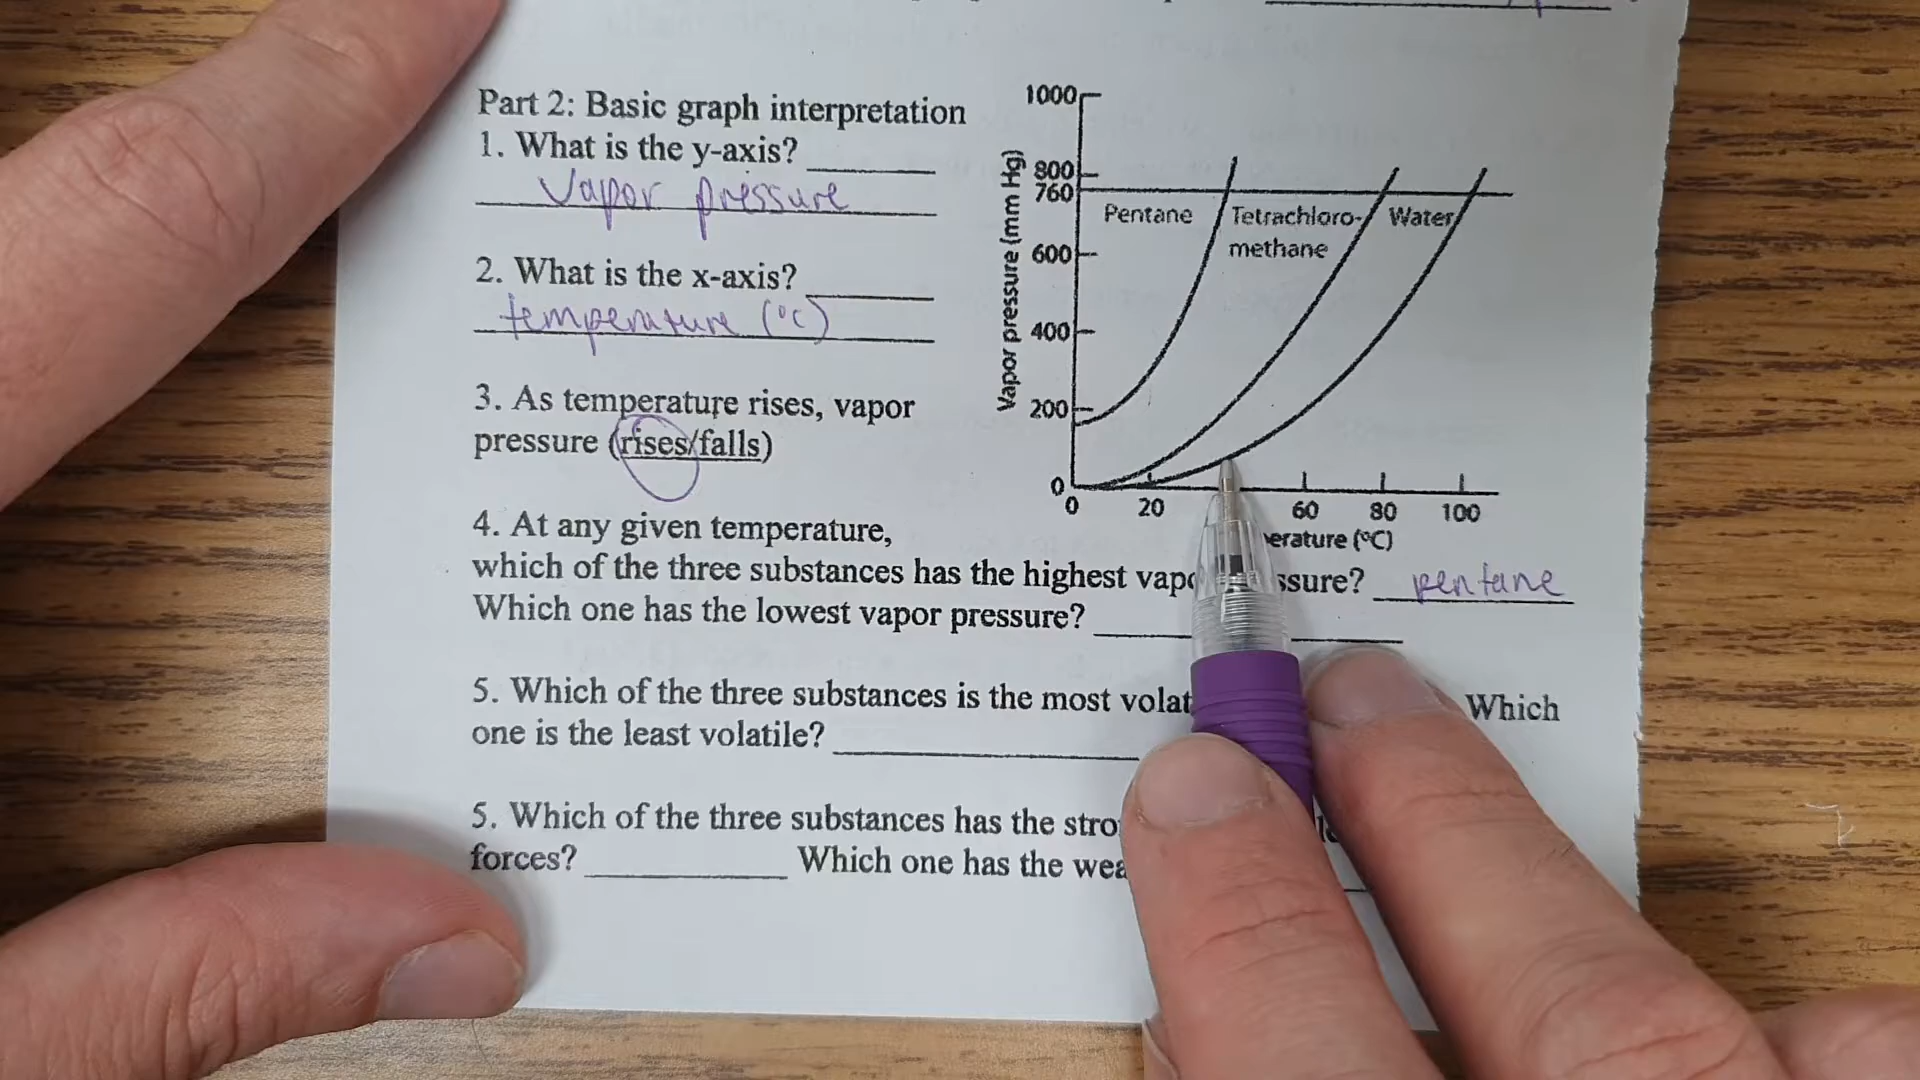 Part 2: Basic graph interpretation
1. What is the y-axis?
Vapor pressure
2. What is the x-axis?
temperature (°C)
3. As temperature rises, vapor
pressure (rises/falls)
4. At any given temperature,
which of the three substances has the highest vapo ssure? pentane
Which one has the lowest vapor pressure?
5. Which of the three substances is the most volat Which
one is the least volatile?
5. Which of the three substances has the stro
forces? Which one has the wea
Vapor pressure (mm Hg)
1000
800
760
600
400
200
0
Pentane
Tetrachloro-
methane
Water
0 20 60 80 100
erature (°C)